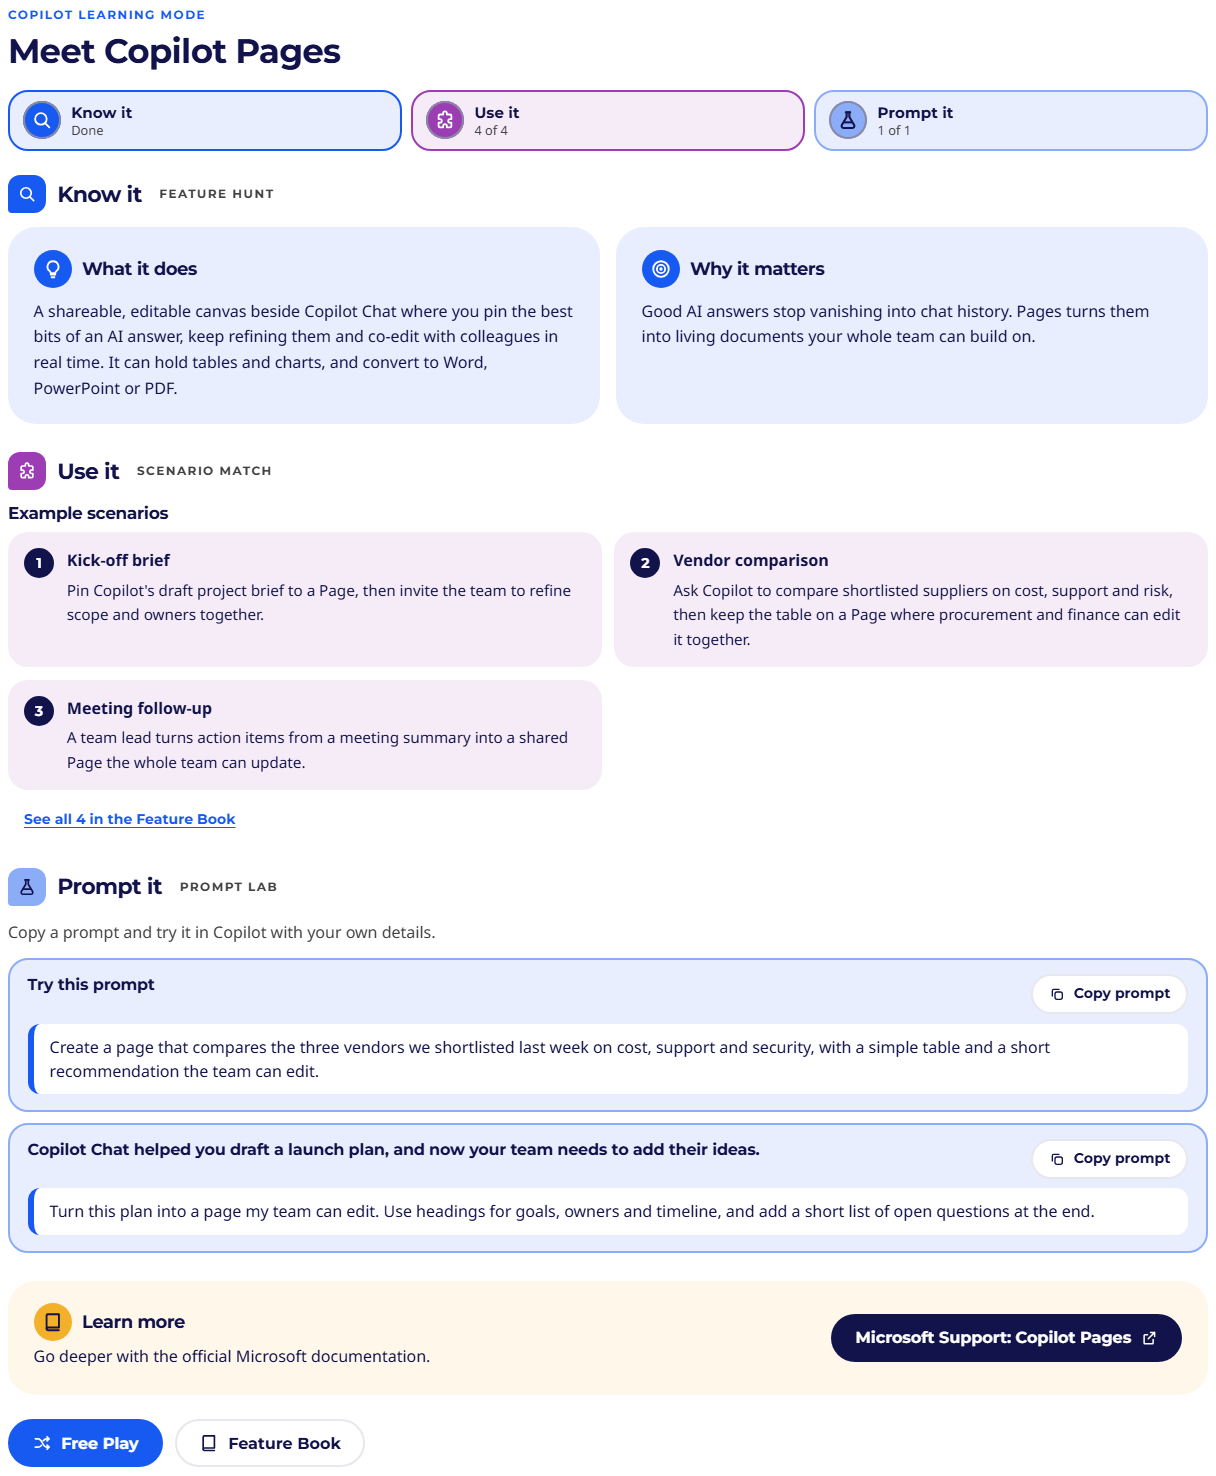 COPILOT LEARNING MODE
Meet Copilot Pages
Know it
Done
Use it
4 of 4
Prompt it
1 of 1
Know it FEATURE HUNT
What it does
A shareable, editable canvas beside Copilot Chat where you pin the best
bits of an AI answer, keep refining them and co-edit with colleagues in
real time. It can hold tables and charts, and convert to Word,
PowerPoint or PDF.
Why it matters
Good AI answers stop vanishing into chat history. Pages turns them
into living documents your whole team can build on.
Use it SCENARIO MATCH
Example scenarios
1 Kick-off brief
Pin Copilot's draft project brief to a Page, then invite the team to refine
scope and owners together.
2 Vendor comparison
Ask Copilot to compare shortlisted suppliers on cost, support and risk,
then keep the table on a Page where procurement and finance can edit
it together.
3 Meeting follow-up
A team lead turns action items from a meeting summary into a shared
Page the whole team can update.
See all 4 in the Feature Book
Prompt it PROMPT LAB
Copy a prompt and try it in Copilot with your own details.
Try this prompt
Copy prompt
Create a page that compares the three vendors we shortlisted last week on cost, support and security, with a simple table and a short
recommendation the team can edit.
Copilot Chat helped you draft a launch plan, and now your team needs to add their ideas.
Copy prompt
Turn this plan into a page my team can edit. Use headings for goals, owners and timeline, and add a short list of open questions at the end.
Learn more
Go deeper with the official Microsoft documentation.
Microsoft Support: Copilot Pages
Free Play
Feature Book